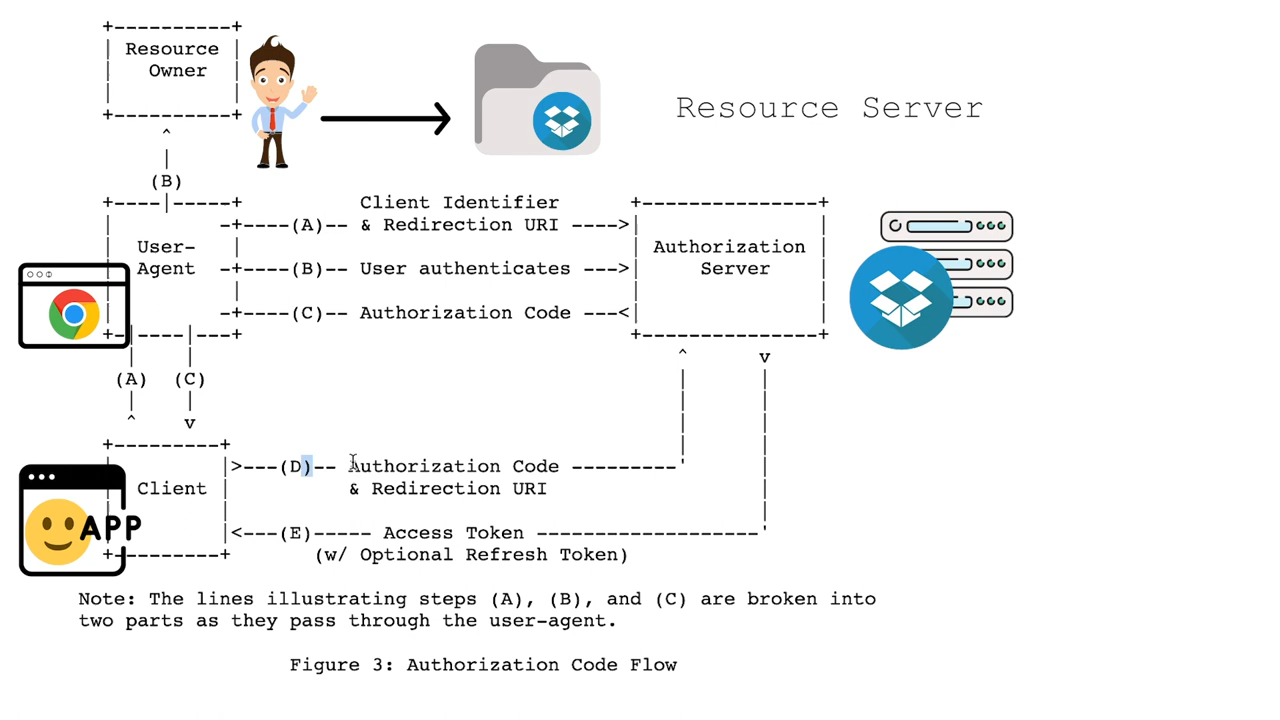 Resource
Owner
Resource Server
(B)
Client Identifier
(A) & Redirection URI
User-
Agent
(B) User authenticates
(C) Authorization Code
Authorization
Server
(A) (C)
v
v
Client
(D) Authorization Code
& Redirection URI
APP
(E) Access Token
(w/ Optional Refresh Token)
Note: The lines illustrating steps (A), (B), and (C) are broken into
two parts as they pass through the user-agent.
Figure 3: Authorization Code Flow